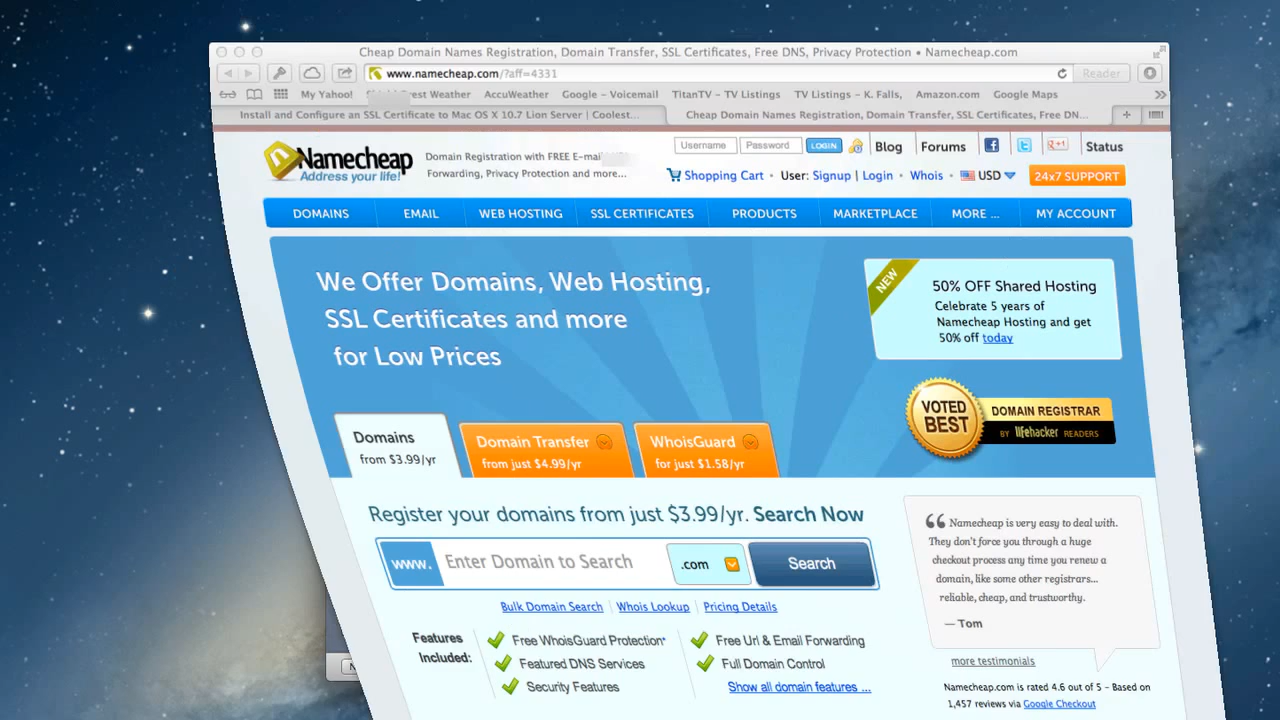 Cheap Domain Names Registration, Domain Transfer, SSL Certificates, Free DNS, Privacy Protection • Namecheap.com
www.namecheap.com/?aff=4331
Reader
My Yahoo! Crest Weather AccuWeather Google – Voicemail TitanTV – TV Listings TV Listings – K. Falls, Amazon.com Google Maps
Install and Configure an SSL Certificate to Mac OS X 10.7 Lion Server | Coolest...
Cheap Domain Names Registration, Domain Transfer, SSL Certificates, Free DN...
Namecheap
Address your life!
Domain Registration with FREE E-mail
Forwarding, Privacy Protection and more...
Username Password LOGIN Blog Forums g+1 Status
Shopping Cart • User: Signup | Login • Whois • USD 24x7 SUPPORT
DOMAINS EMAIL WEB HOSTING SSL CERTIFICATES PRODUCTS MARKETPLACE MORE ... MY ACCOUNT
We Offer Domains, Web Hosting,
SSL Certificates and more
for Low Prices
NEW
50% OFF Shared Hosting
Celebrate 5 years of
Namecheap Hosting and get
50% off today
VOTED
BEST
DOMAIN REGISTRAR
BY lifehacker READERS
Domains
from $3.99/yr
Domain Transfer
from just $4.99/yr
WhoisGuard
for just $1.58/yr
Register your domains from just $3.99/yr. Search Now
www. Enter Domain to Search .com Search
Bulk Domain Search Whois Lookup Pricing Details
Features
Included:
Free WhoisGuard Protection*
Featured DNS Services
Security Features
Free Url & Email Forwarding
Full Domain Control
Show all domain features ...
“ Namecheap is very easy to deal with.
They don't force you through a huge
checkout process any time you renew a
domain, like some other registrars...
reliable, cheap, and trustworthy.
— Tom
more testimonials
Namecheap.com is rated 4.6 out of 5 - Based on
1,457 reviews via Google Checkout